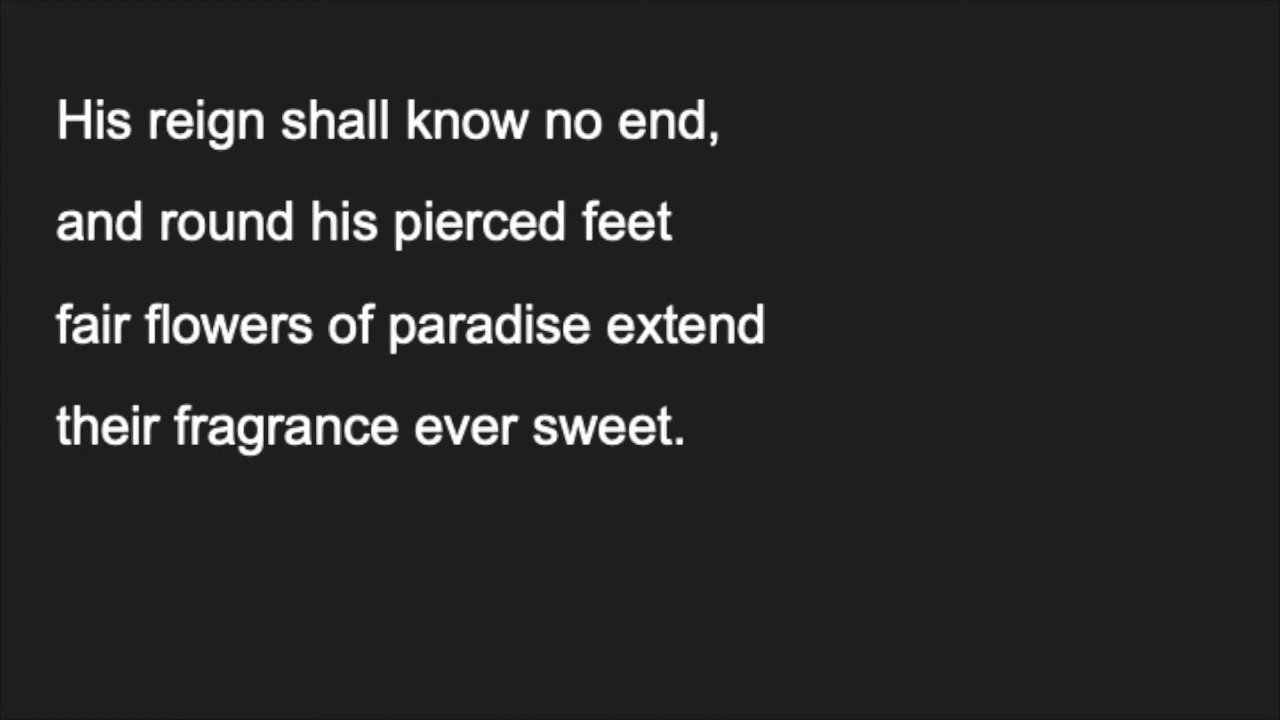 His reign shall know no end,
and round his pierced feet
fair flowers of paradise extend
their fragrance ever sweet.